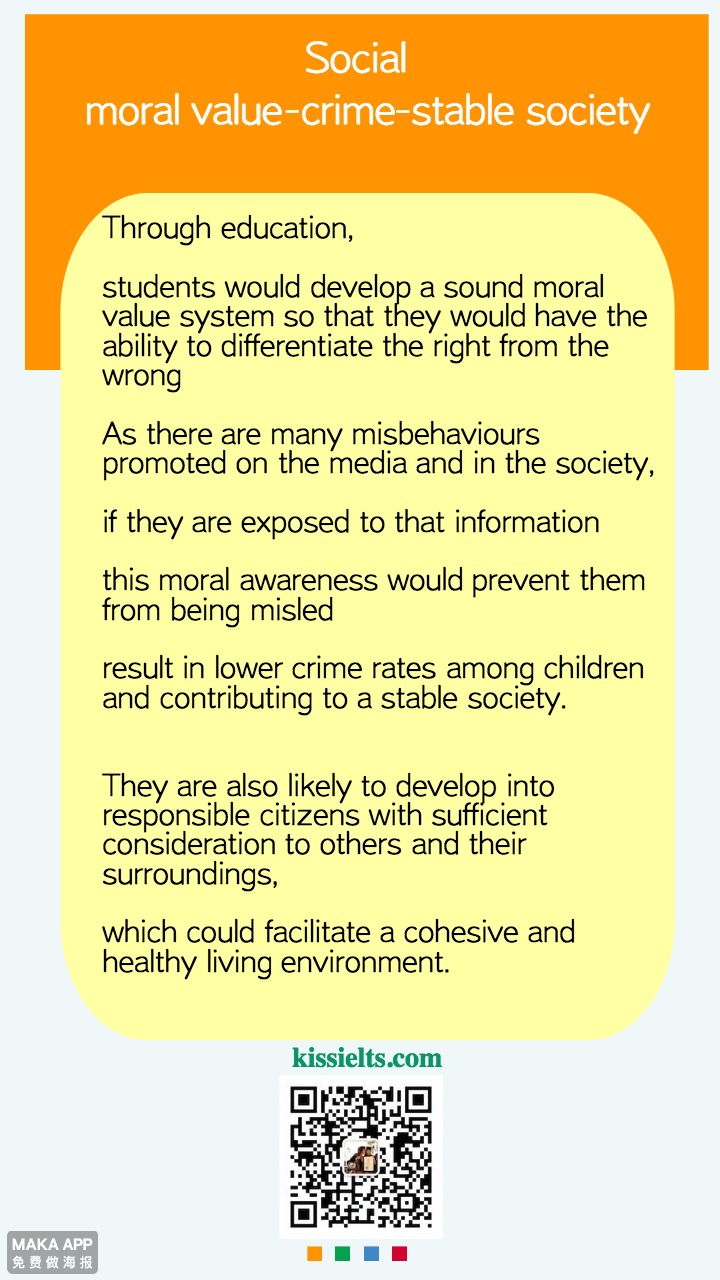 Social
moral value-crime-stable society
Through education,
students would develop a sound moral
value system so that they would have the
ability to differentiate the right from the
wrong
As there are many misbehaviours
promoted on the media and in the society,
if they are exposed to that information
this moral awareness would prevent them
from being misled
result in lower crime rates among children
and contributing to a stable society.
They are also likely to develop into
responsible citizens with sufficient
consideration to others and their
surroundings,
which could facilitate a cohesive and
healthy living environment.
kissielts.com
MAKA APP
免费做海报